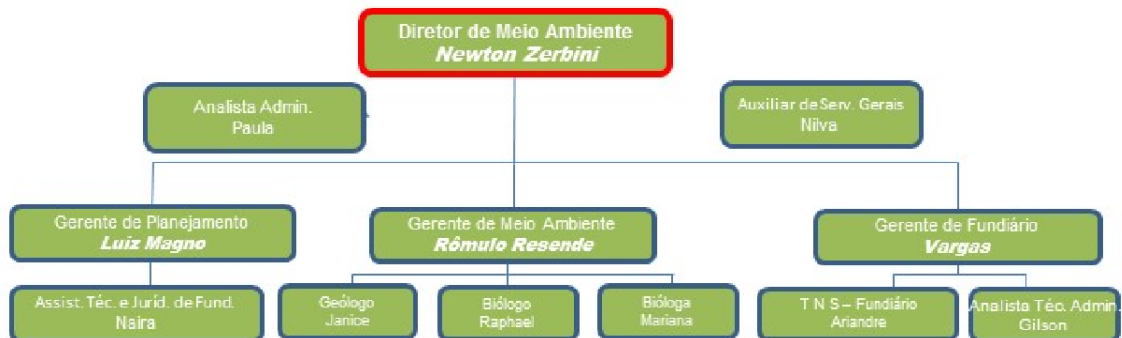 Diretor de Meio Ambiente
Newton Zerbini
Analista Admin.
Paula
Auxiliar de Serv. Gerais
Nilva
Gerente de Planejamento
Luiz Magno
Gerente de Meio Ambiente
Rômulo Resende
Gerente de Fundiário
Vargas
Assist. Téc. e Juríd. de Fund.
Naira
Geólogo
Janice
Biólogo
Raphael
Bióloga
Mariana
T N S – Fundiário
Ariandre
Analista Téc. Admin.
Gilson